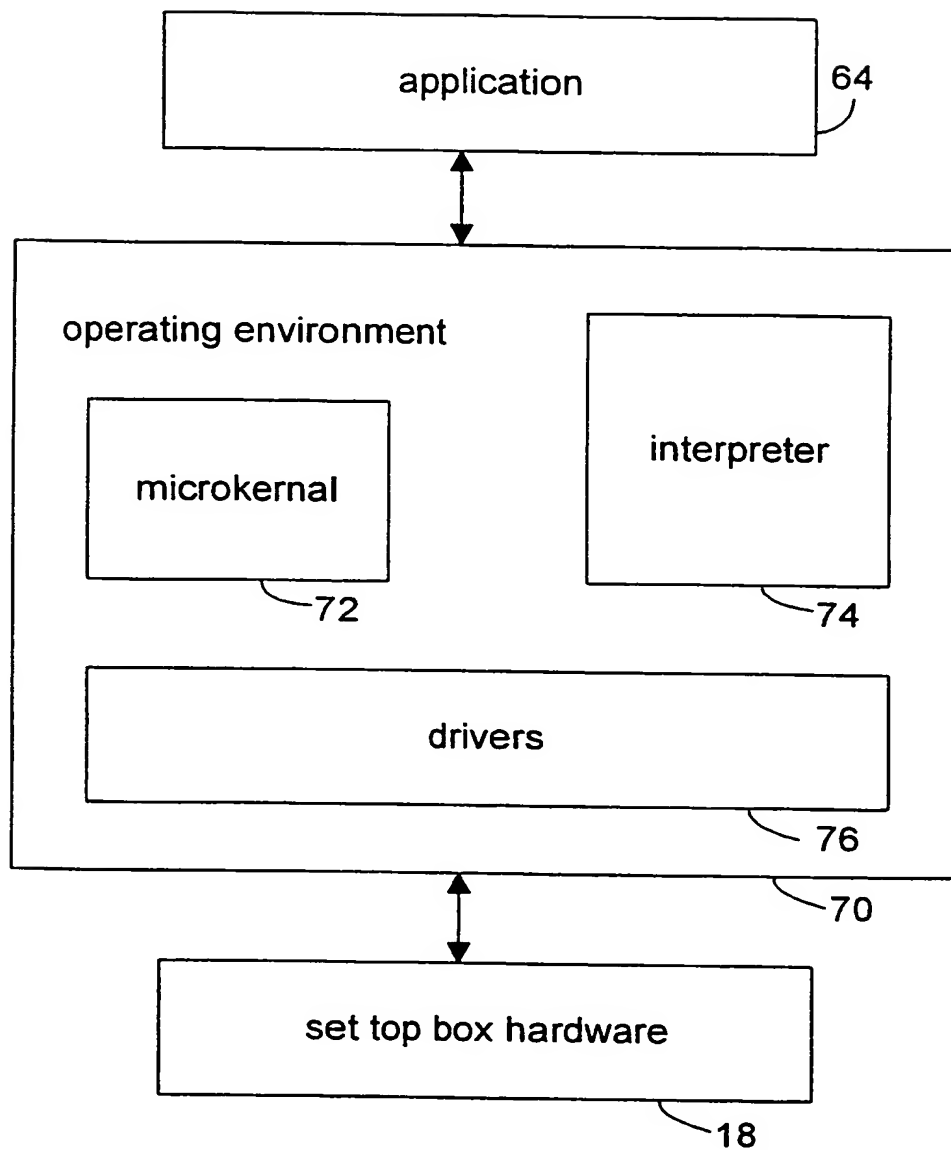 application
64
operating environment
interpreter
microkernal
72
74
drivers
76
70
set top box hardware
18